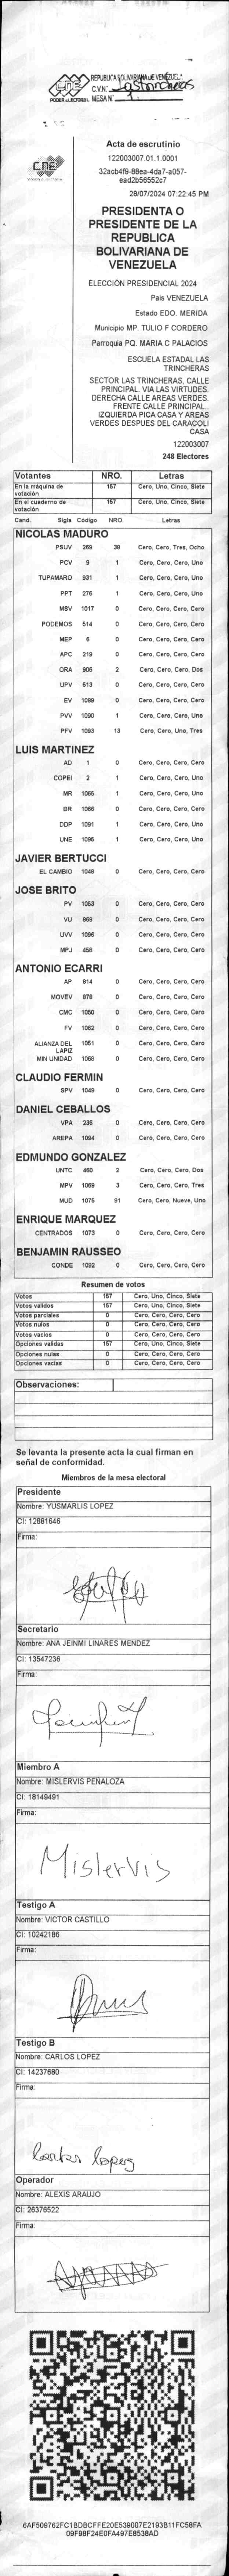 REPUBLICA BOLIVARIANA DE VENEZUELA
C.V.N°
PODER ELECTORAL MESA N°
CNE
Acta de escrutinio
122003007.01.1.0001
32acb4f9-88ea-4da7-a057-
ead2b56552c7
28/07/2024 07:22:45 PM
PRESIDENTA O
PRESIDENTE DE LA
REPUBLICA
BOLIVARIANA DE
VENEZUELA
ELECCIÓN PRESIDENCIAL 2024
País VENEZUELA
Estado EDO. MERIDA
Municipio MP. TULIO F CORDERO
Parroquia PQ. MARIA C PALACIOS
ESCUELA ESTADAL LAS
TRINCHERAS
SECTOR LAS TRINCHERAS, CALLE
PRINCIPAL. VIA LAS VIRTUDES.
DERECHA CALLE AREAS VERDES.
FRENTE CALLE PRINCIPAL..
IZQUIERDA PICA CASA Y AREAS
VERDES DESPUES DEL CARACOLI
CASA
122003007
248 Electores
Votantes NRO. Letras
En la máquina de votación 157 Cero, Uno, Cinco, Siete
En el cuaderno de votación 157 Cero, Uno, Cinco, Siete
Cand. Sigla Código NRO. Letras
NICOLAS MADURO
PSUV 269 38 Cero, Cero, Tres, Ocho
PCV 9 1 Cero, Cero, Cero, Uno
TUPAMARO 931 1 Cero, Cero, Cero, Uno
PPT 276 1 Cero, Cero, Cero, Uno
MSV 1017 0 Cero, Cero, Cero, Cero
PODEMOS 514 0 Cero, Cero, Cero, Cero
MEP 6 0 Cero, Cero, Cero, Cero
APC 219 0 Cero, Cero, Cero, Cero
ORA 906 2 Cero, Cero, Cero, Dos
UPV 513 0 Cero, Cero, Cero, Cero
EV 1089 0 Cero, Cero, Cero, Cero
PVV 1090 1 Cero, Cero, Cero, Uno
PFV 1093 13 Cero, Cero, Uno, Tres
LUIS MARTINEZ
AD 1 0 Cero, Cero, Cero, Cero
COPEI 2 1 Cero, Cero, Cero, Uno
MR 1065 1 Cero, Cero, Cero, Uno
BR 1066 0 Cero, Cero, Cero, Cero
DDP 1091 1 Cero, Cero, Cero, Uno
UNE 1095 1 Cero, Cero, Cero, Uno
JAVIER BERTUCCI
EL CAMBIO 1048 0 Cero, Cero, Cero, Cero
JOSE BRITO
PV 1053 0 Cero, Cero, Cero, Cero
VU 869 0 Cero, Cero, Cero, Cero
UVV 1096 0 Cero, Cero, Cero, Cero
MPJ 458 0 Cero, Cero, Cero, Cero
ANTONIO ECARRI
AP 814 0 Cero, Cero, Cero, Cero
MOVEV 878 0 Cero, Cero, Cero, Cero
CMC 1050 0 Cero, Cero, Cero, Cero
FV 1062 0 Cero, Cero, Cero, Cero
ALIANZA DEL LAPIZ 1051 0 Cero, Cero, Cero, Cero
MIN UNIDAD 1056 0 Cero, Cero, Cero, Cero
CLAUDIO FERMIN
SPV 1049 0 Cero, Cero, Cero, Cero
DANIEL CEBALLOS
VPA 236 0 Cero, Cero, Cero, Cero
AREPA 1094 0 Cero, Cero, Cero, Cero
EDMUNDO GONZALEZ
UNTC 460 2 Cero, Cero, Cero, Dos
MPV 1069 3 Cero, Cero, Cero, Tres
MUD 1075 91 Cero, Cero, Nueve, Uno
ENRIQUE MARQUEZ
CENTRADOS 1073 0 Cero, Cero, Cero, Cero
BENJAMIN RAUSSEO
CONDE 1092 0 Cero, Cero, Cero, Cero
Resumen de votos
Votos 157 Cero, Uno, Cinco, Siete
Votos validos 157 Cero, Uno, Cinco, Siete
Votos parciales 0 Cero, Cero, Cero, Cero
Votos nulos 0 Cero, Cero, Cero, Cero
Votos vacios 0 Cero, Cero, Cero, Cero
Opciones validas 157 Cero, Uno, Cinco, Siete
Opciones nulas 0 Cero, Cero, Cero, Cero
Opciones vacias 0 Cero, Cero, Cero, Cero
Observaciones:
Se levanta la presente acta la cual firman en
señal de conformidad.
Miembros de la mesa electoral
Presidente
Nombre: YUSMARLIS LOPEZ
CI: 12881646
Firma:
Secretario
Nombre: ANA JEINMI LINARES MENDEZ
CI: 13547236
Firma:
Miembro A
Nombre: MISLERVIS PEÑALOZA
CI: 18149491
Firma:
Mislervis
Testigo A
Nombre: VICTOR CASTILLO
CI: 10242186
Firma:
Testigo B
Nombre: CARLOS LOPEZ
CI: 14237680
Firma:
Carlos lopez
Operador
Nombre: ALEXIS ARAUJO
CI: 26376522
Firma:
6AF509762FC1BDBCFFE20E539007E2193B11FC58FA
09F98F24E0FA497E8538AD